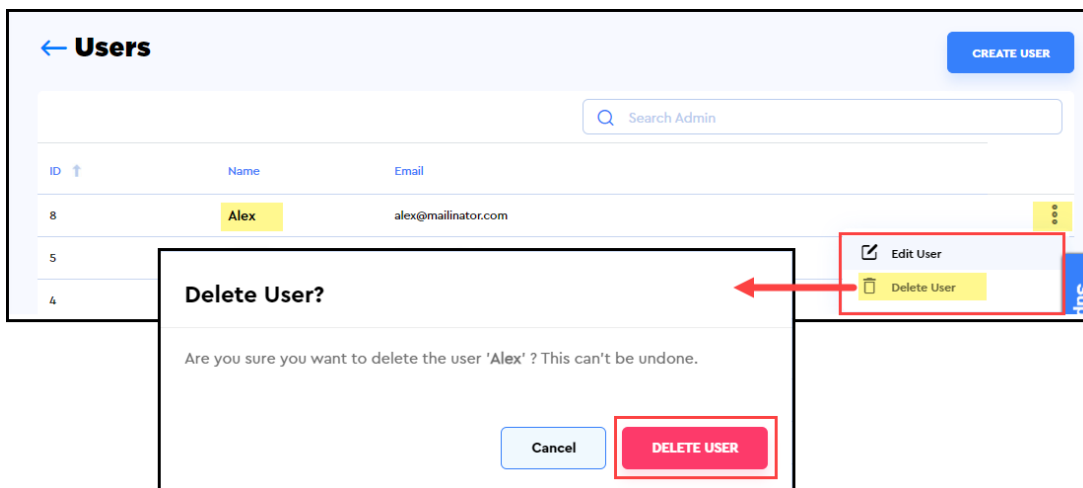 ← Users
CREATE USER
Search Admin
ID ↑ Name Email
8 Alex alex@mailinator.com
5
Edit User
4
Delete User
Delete User?
Are you sure you want to delete the user 'Alex' ? This can't be undone.
Cancel
DELETE USER